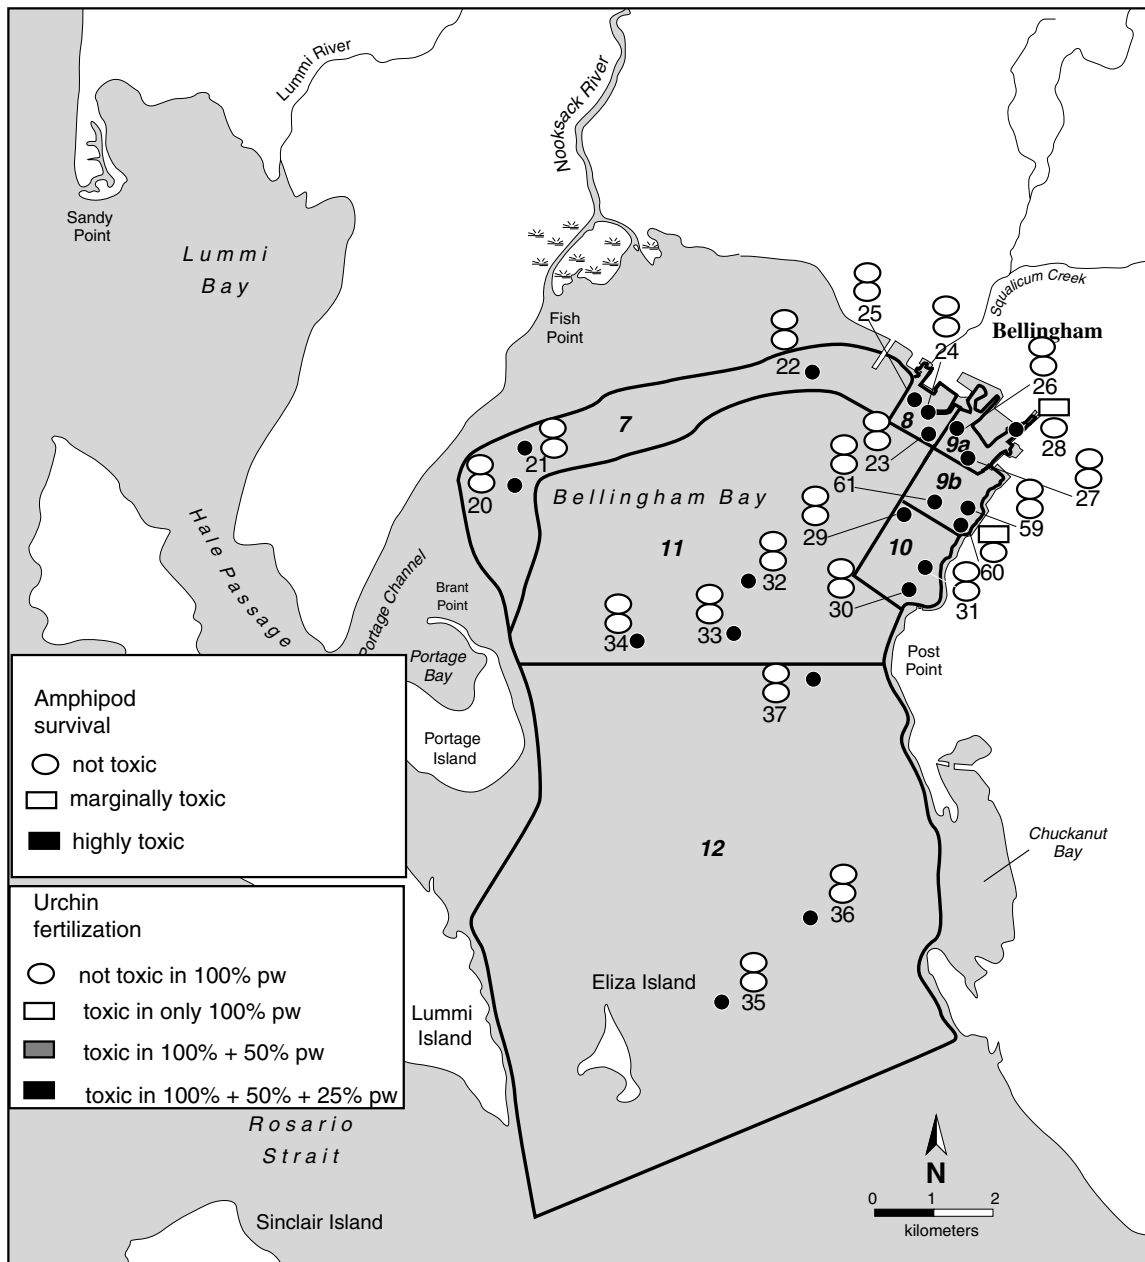 Lummi River
Nooksack River
Sandy
Point
Lummi
Bay
Squalicum Creek
Fish
Point
25
24
Bellingham
22
26
7
8
9a
28
21
23
20
61
Bellingham Bay
9b
27
29
59
Hale Passage
11
10
60
Portage Channel
Brant
Point
32
30
31
34
33
Portage
Bay
Post
Point
37
Portage
Island
Amphipod
survival
not toxic
marginally toxic
highly toxic
12
Chuckanut
Bay
Urchin
fertilization
not toxic in 100% pw
toxic in only 100% pw
toxic in 100% + 50% pw
toxic in 100% + 50% + 25% pw
36
Eliza Island
35
Lummi
Island
Rosario
Strait
Sinclair Island
N
0 1 2
kilometers